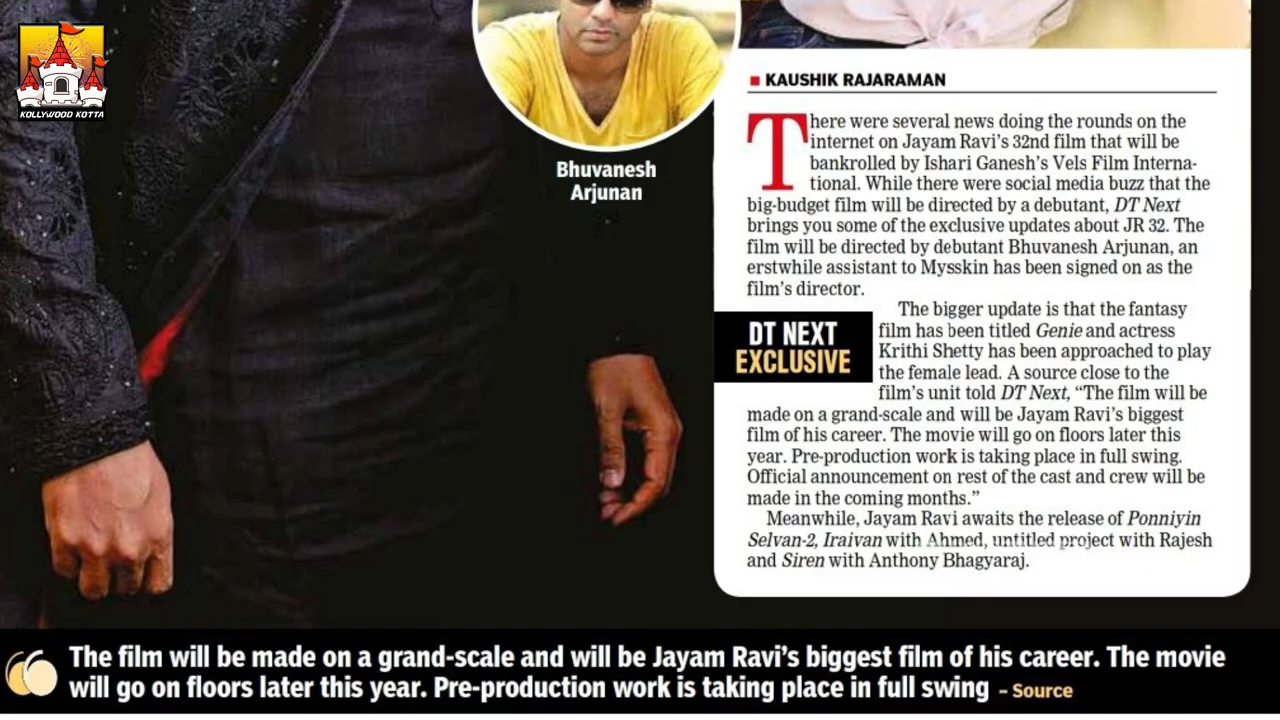 KOLLYWOOD KOTTA
Bhuvanesh
Arjunan
KAUSHIK RAJARAMAN
There were several news doing the rounds on the
internet on Jayam Ravi's 32nd film that will be
bankrolled by Ishari Ganesh's Vels Film Interna-
tional. While there were social media buzz that the
big-budget film will be directed by a debutant, DT Next
brings you some of the exclusive updates about JR 32. The
film will be directed by debutant Bhuvanesh Arjunan, an
erstwhile assistant to Mysskin has been signed on as the
film's director.
DT NEXT
EXCLUSIVE
The bigger update is that the fantasy
film has been titled Genie and actress
Krithi Shetty has been approached to play
the female lead. A source close to the
film's unit told DT Next, “The film will be
made on a grand-scale and will be Jayam Ravi's biggest
film of his career. The movie will go on floors later this
year. Pre-production work is taking place in full swing.
Official announcement on rest of the cast and crew will be
made in the coming months.”
Meanwhile, Jayam Ravi awaits the release of Ponniyin
Selvan-2, Iraivan with Ahmed, untitled project with Rajesh
and Siren with Anthony Bhagyaraj.
The film will be made on a grand-scale and will be Jayam Ravi's biggest film of his career. The movie
will go on floors later this year. Pre-production work is taking place in full swing – Source